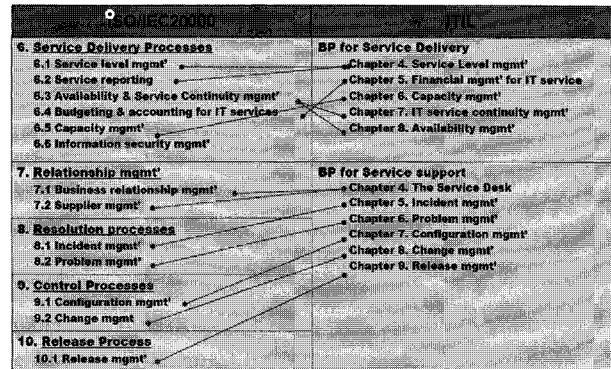 ISO/IEC20000
ITIL
6. Service Delivery Processes
6.1 Service level mgmt'
6.2 Service reporting
6.3 Availability & Service Continuity mgmt'
6.4 Budgeting & accounting for IT services
6.5 Capacity mgmt'
6.6 Information security mgmt'
BP for Service Delivery
Chapter 4. Service Level mgmt'
Chapter 5. Financial mgmt' for IT service
Chapter 6. Capacity mgmt'
Chapter 7. IT service continuity mgmt'
Chapter 8. Availability mgmt'
7. Relationship mgmt'
7.1 Business relationship mgmt'
7.2 Supplier mgmt'
8. Resolution processes
8.1 Incident mgmt'
8.2 Problem mgmt'
9. Control Processes
9.1 Configuration mgmt'
9.2 Change mgmt
10. Release Process
10.1 Release mgmt'
BP for Service support
Chapter 4. The Service Desk
Chapter 5. Incident mgmt'
Chapter 6. Problem mgmt'
Chapter 7. Configuration mgmt'
Chapter 8. Change mgmt'
Chapter 9. Release mgmt'